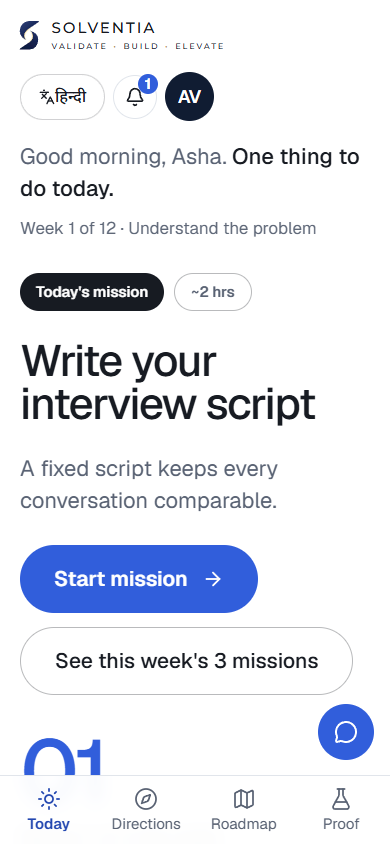 SOLVENTIA
VALIDATE · BUILD · ELEVATE
हिन्दी
1
AV
Good morning, Asha. One thing to
do today.
Week 1 of 12 · Understand the problem
Today's mission
~2 hrs
Write your
interview script
A fixed script keeps every
conversation comparable.
Start mission →
See this week's 3 missions
01
Today
Directions
Roadmap
Proof